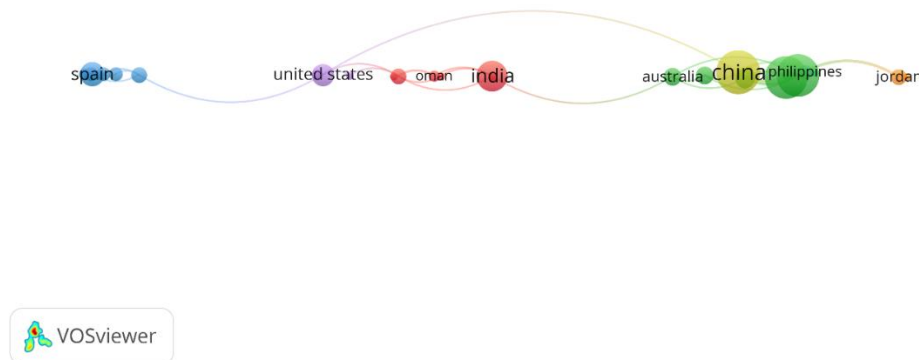 spain
united states
oman
india
australia
china
philippines
jordan
VOSviewer